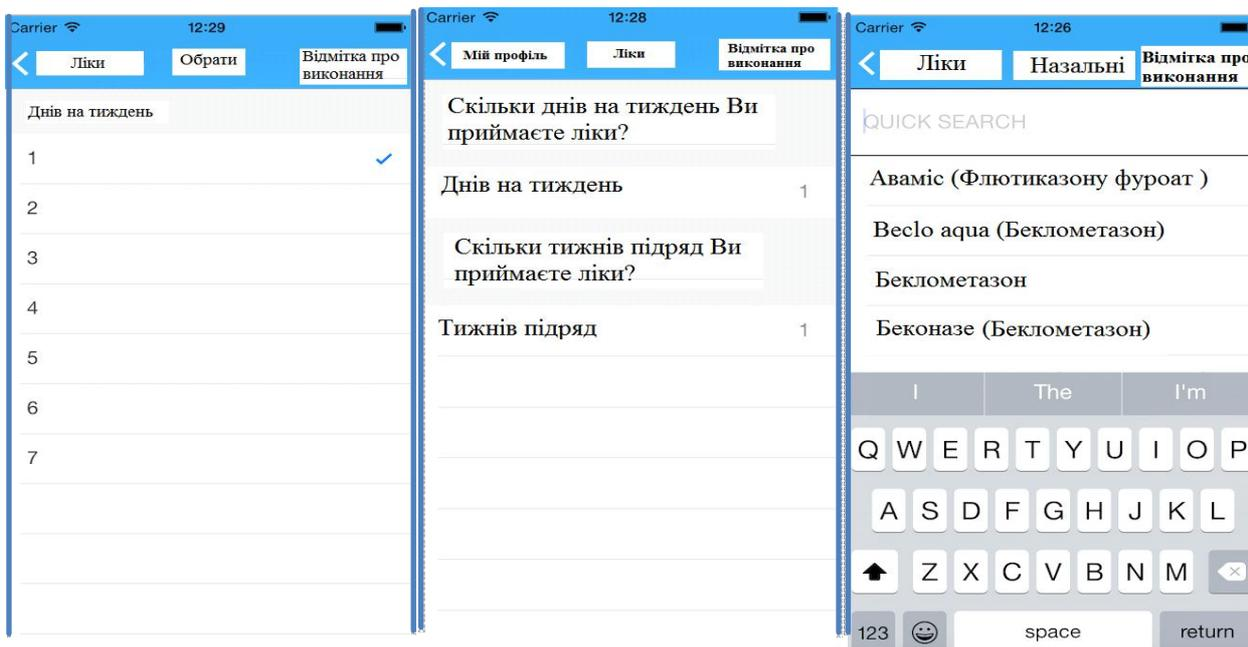 Carrier 12:29
Ліки Обрати Відмітка про
виконання
Днів на тиждень
1
2
3
4
5
6
7
Carrier 12:28
Мій профіль Ліки Відмітка про
виконання
Скільки днів на тиждень Ви
приймаєте ліки?
Днів на тиждень 1
Скільки тижнів підряд Ви
приймаєте ліки?
Тижнів підряд 1
Carrier 12:26
Ліки Назальні Відмітка про
виконання
QUICK SEARCH
Аваміс (Флютиказону фуроат )
Beclo aqua (Беклометазон)
Беклометазон
Беконазе (Беклометазон)
I The I'm
Q W E R T Y U I O P
A S D F G H J K L
Z X C V B N M
123 space return